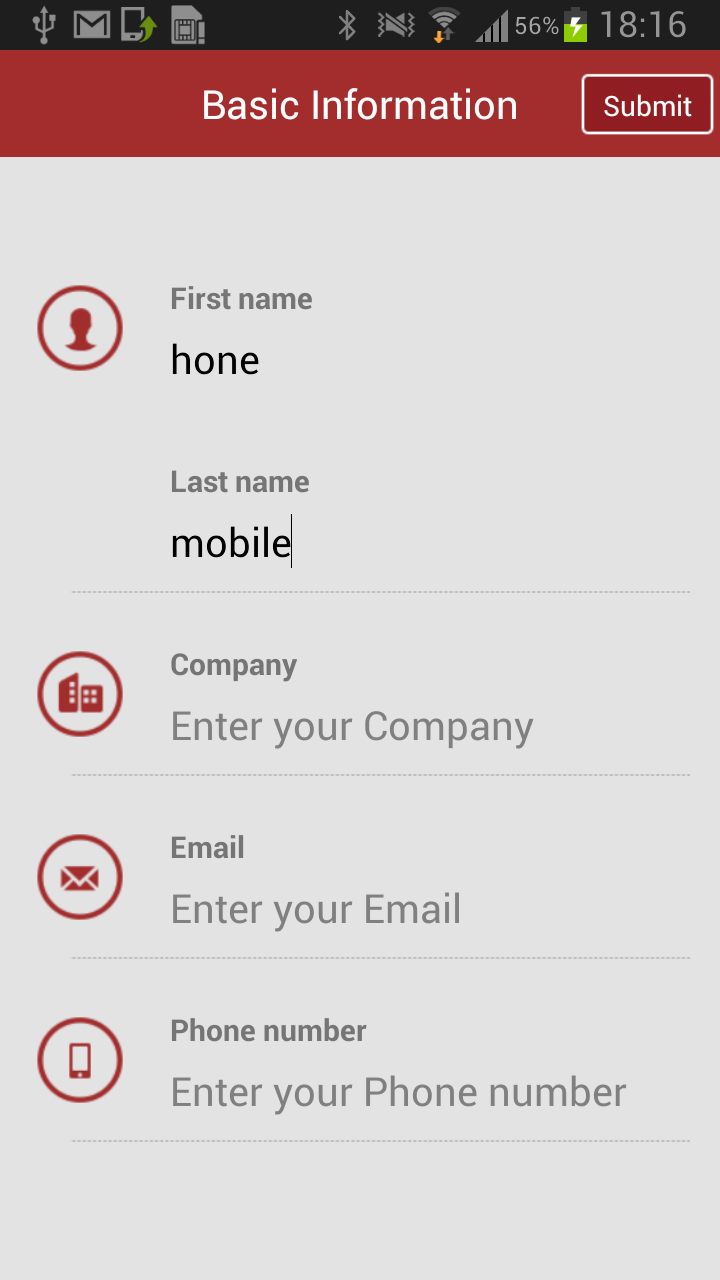 56% 18:16
Basic Information Submit
First name
hone
Last name
mobile
Company
Enter your Company
Email
Enter your Email
Phone number
Enter your Phone number